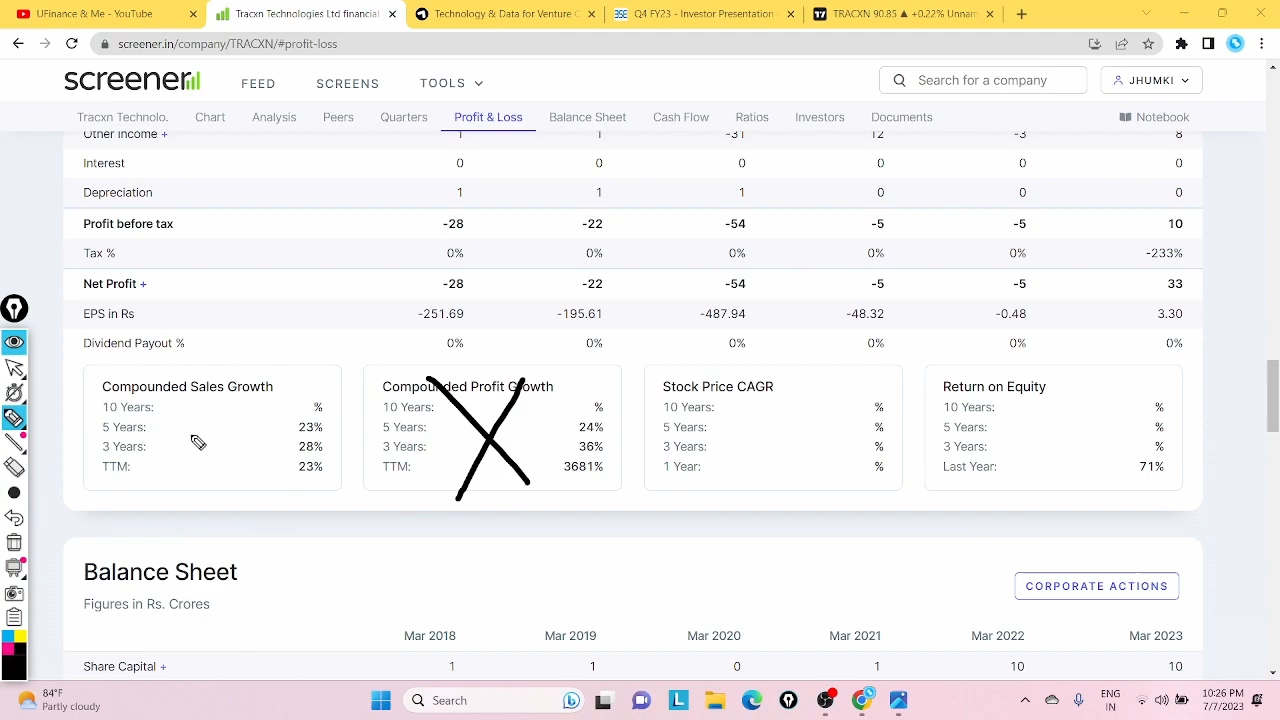 UFinance & Me - YouTube
Tracxn Technologies Ltd financial
Technology & Data for Venture C
Q4 FY23 - Investor Presentation -
TRACXN 90.85 ▲ +0.22% Unnam
screener.in/company/TRACXN/#profit-loss
screener
FEED SCREENS TOOLS
Search for a company
JHUMKI
Tracxn Technolo. Chart Analysis Peers Quarters Profit & Loss Balance Sheet Cash Flow Ratios Investors Documents Notebook
Other Income + 1 1 -31 12 -3 8
Interest 0 0 0 0 0 0
Depreciation 1 1 1 0 0 0
Profit before tax -28 -22 -54 -5 -5 10
Tax % 0% 0% 0% 0% 0% -233%
Net Profit + -28 -22 -54 -5 -5 33
EPS in Rs -251.69 -195.61 -487.94 -48.32 -0.48 3.30
Dividend Payout % 0% 0% 0% 0% 0% 0%
Compounded Sales Growth
10 Years: %
5 Years: 23%
3 Years: 28%
TTM: 23%
Compounded Profit Growth
10 Years: %
5 Years: 24%
3 Years: 36%
TTM: 3681%
Stock Price CAGR
10 Years: %
5 Years: %
3 Years: %
1 Year: %
Return on Equity
10 Years: %
5 Years: %
3 Years: %
Last Year: 71%
Balance Sheet
Figures in Rs. Crores
CORPORATE ACTIONS
Mar 2018 Mar 2019 Mar 2020 Mar 2021 Mar 2022 Mar 2023
Share Capital + 1 1 0 1 10 10
84°F
Partly cloudy
Search
ENG
IN
10:26 PM
7/7/2023